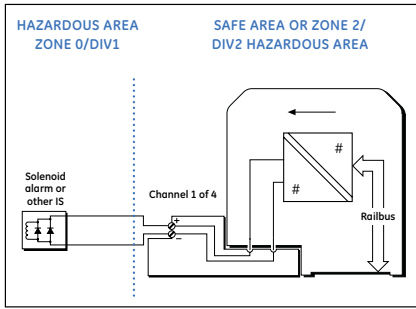 HAZARDOUS AREA
ZONE 0/DIV1
SAFE AREA OR ZONE 2/
DIV2 HAZARDOUS AREA
Solenoid
alarm or
other IS
Channel 1 of 4
+
–
#
#
Railbus